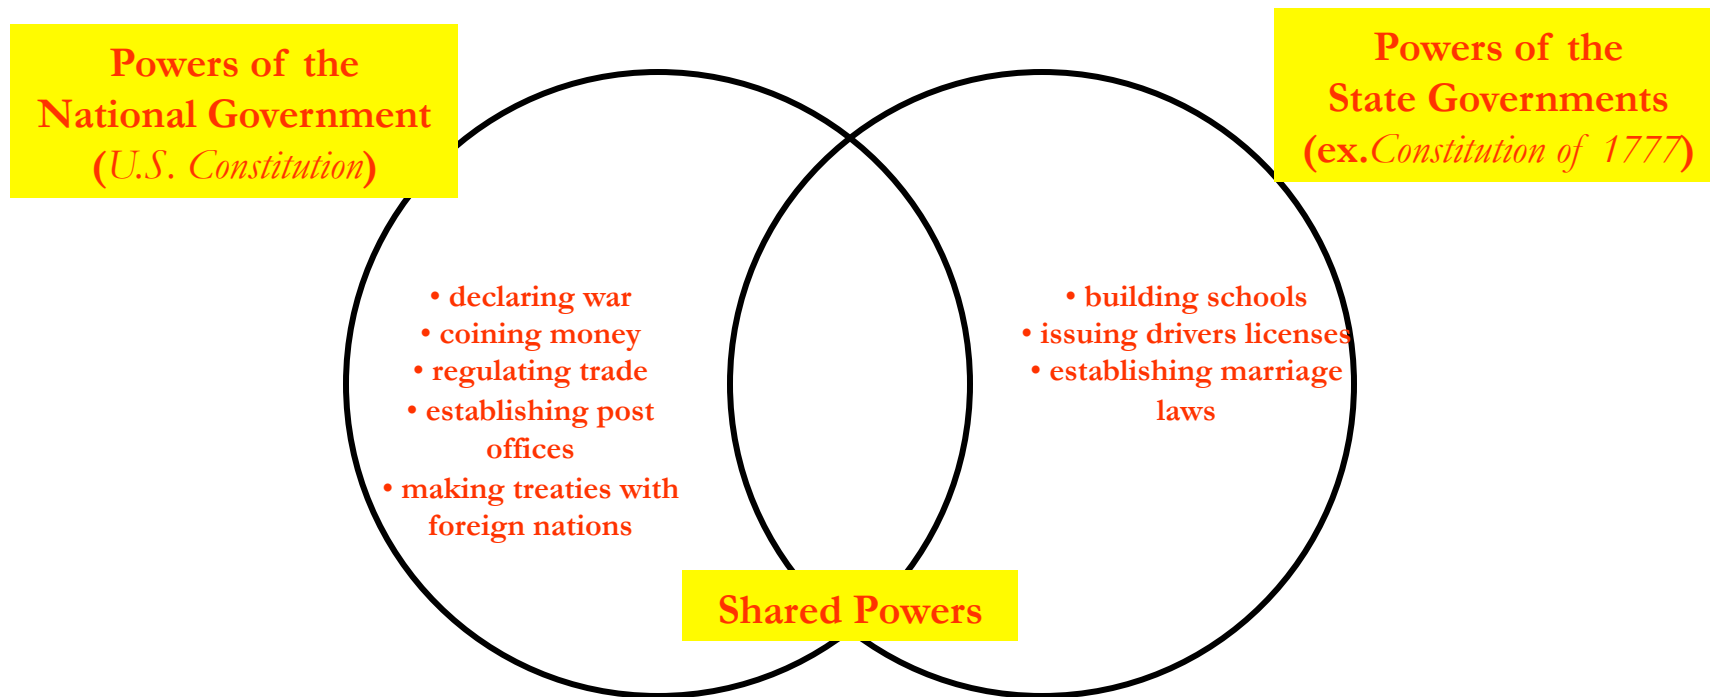 Powers of the
National Government
(U.S. Constitution)
Powers of the
State Governments
(ex.Constitution of 1777)
• declaring war
• coining money
• regulating trade
• establishing post
offices
• making treaties with
foreign nations
• building schools
• issuing drivers licenses
• establishing marriage
laws
Shared Powers